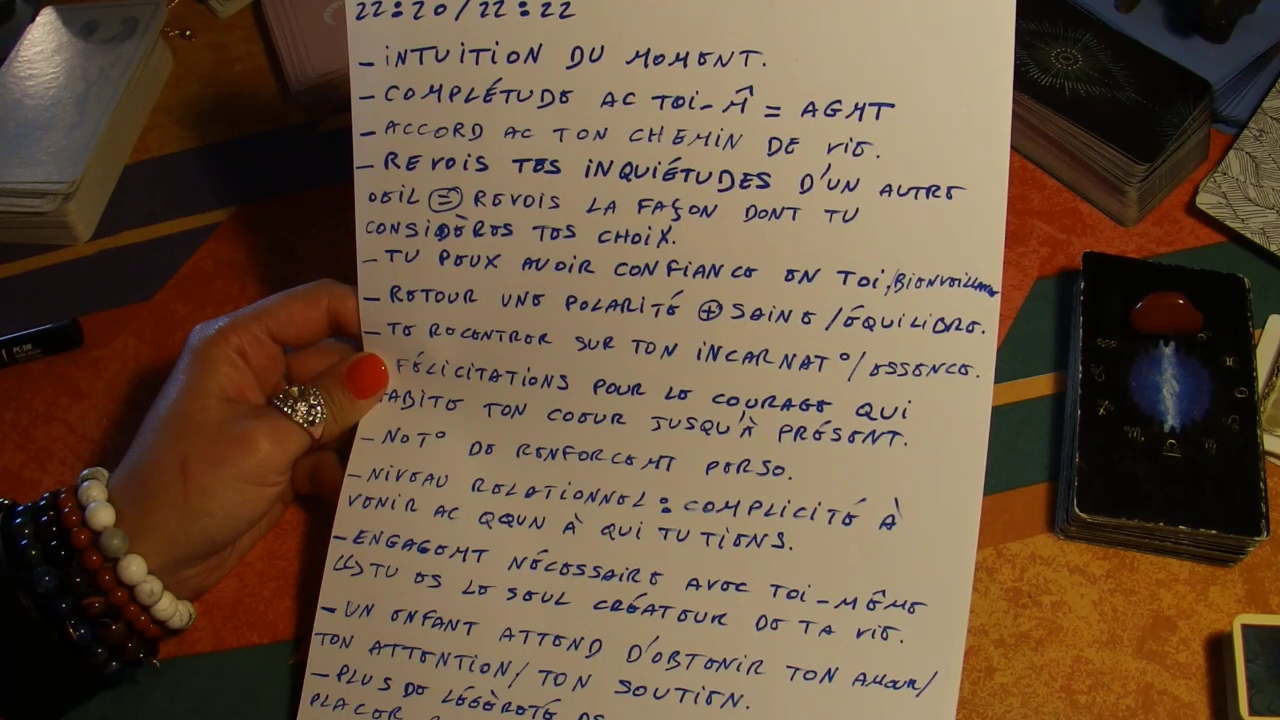 22:20/22:22
- INTUITION DU MOMENT.
- COMPLÉTUDE AC TOI-M̂ = AGMT
- ACCORD AC TON CHEMIN DE VIE.
- REVOIS TES INQUIÉTUDES D'UN AUTRE
OEIL = REVOIS LA FAÇON DONT TU
CONSIDÈRES TES CHOIX.
- TU PEUX AVOIR CONFIANCE EN TOI/BIENVEILLANCE
- RETOUR UNE POLARITÉ ⊕ SAINE/ÉQUILIBRE.
- TE RECENTRER SUR TON INCARNAT°/ESSENCE.
FÉLICITATIONS POUR LE COURAGE QUI
HABITE TON COEUR JUSQU'À PRÉSENT.
- NOT° DE RENFORCEMT PERSO.
- NIVEAU RELATIONNEL : COMPLICITÉ À
VENIR AC QQUN À QUI TU TIENS.
- ENGAGEMT NÉCESSAIRE AVEC TOI-MÊME
↳ TU ES LE SEUL CRÉATEUR DE TA VIE.
- UN ENFANT ATTEND D'OBTENIR TON AMOUR/
TON ATTENTION/TON SOUTIEN.
- PLUS DE LÉGÈRETÉ
PLACER